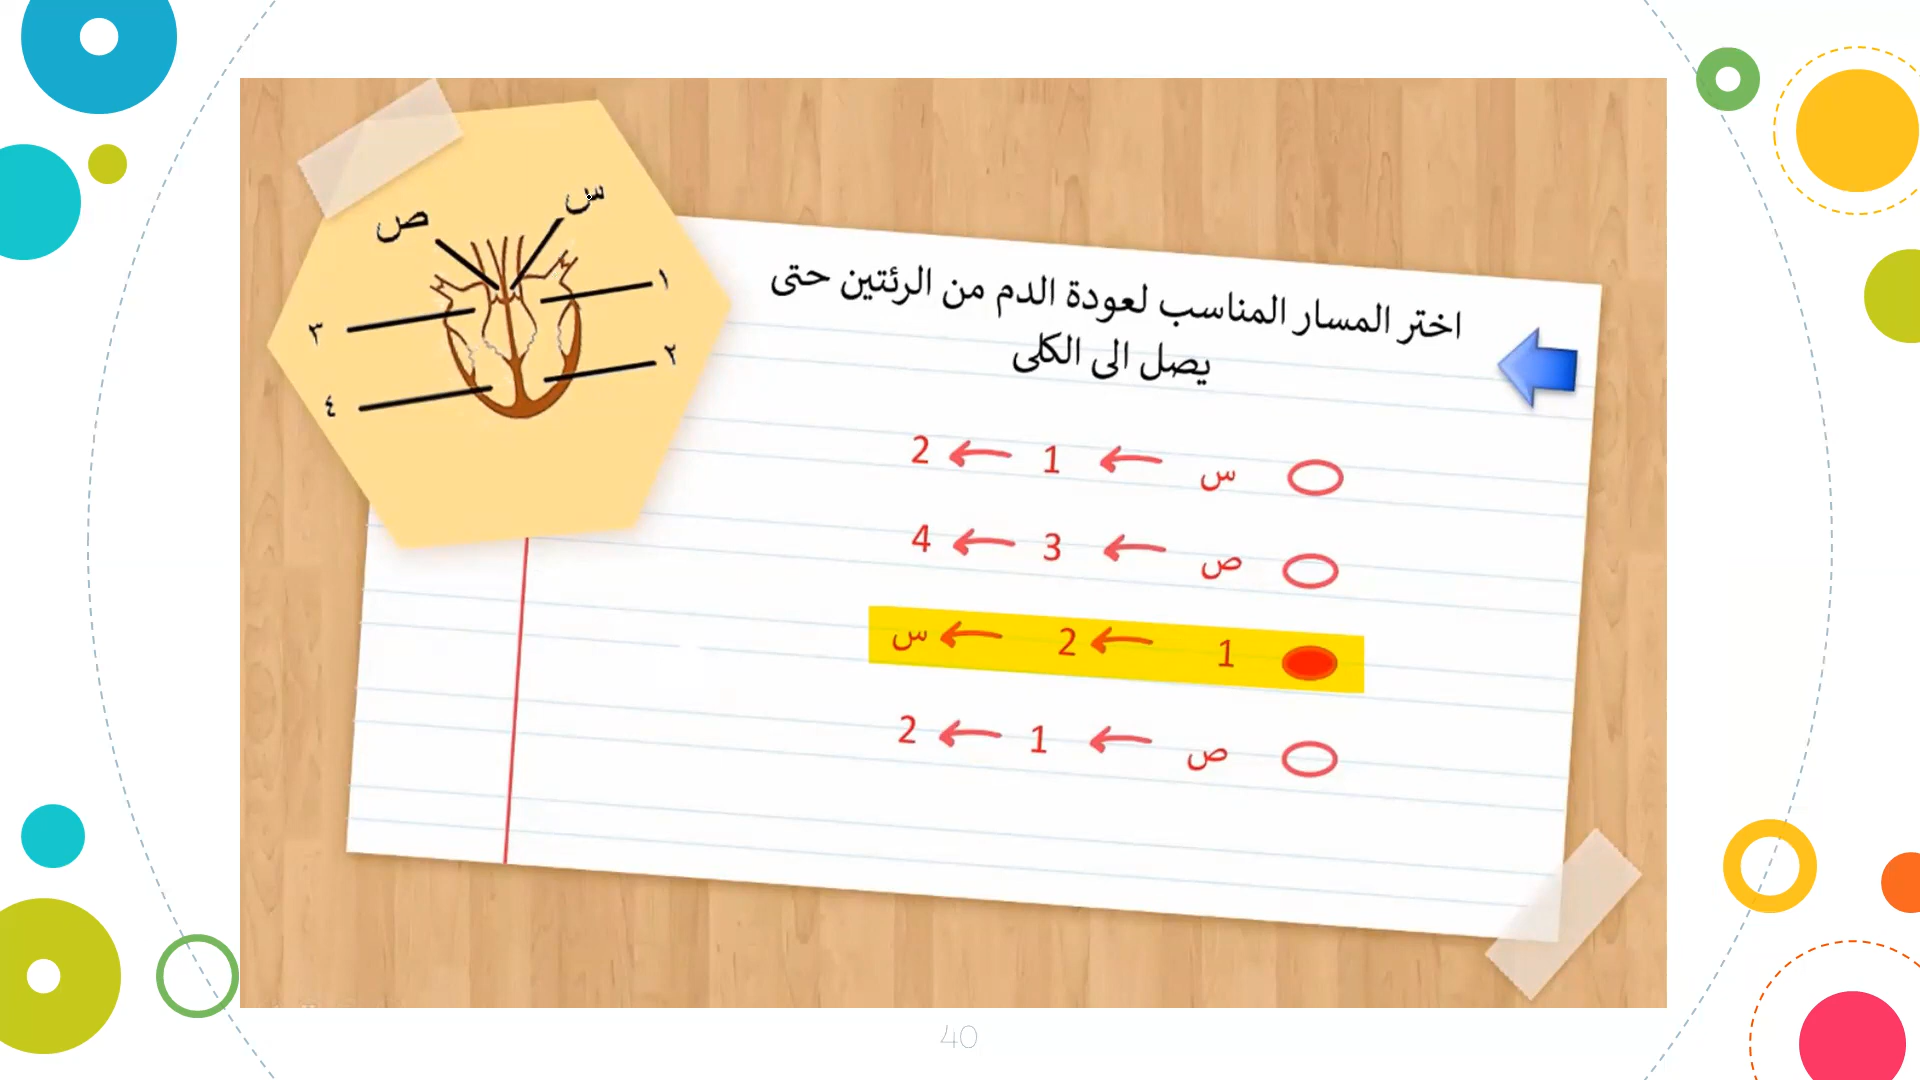 س
ص
١
٣
٢
٤
اختر المسار المناسب لعودة الدم من الرئتين حتى
يصل الى الكلى
س ← 1 ← 2
ص ← 3 ← 4
1 ← 2 ← س
ص ← 1 ← 2
40